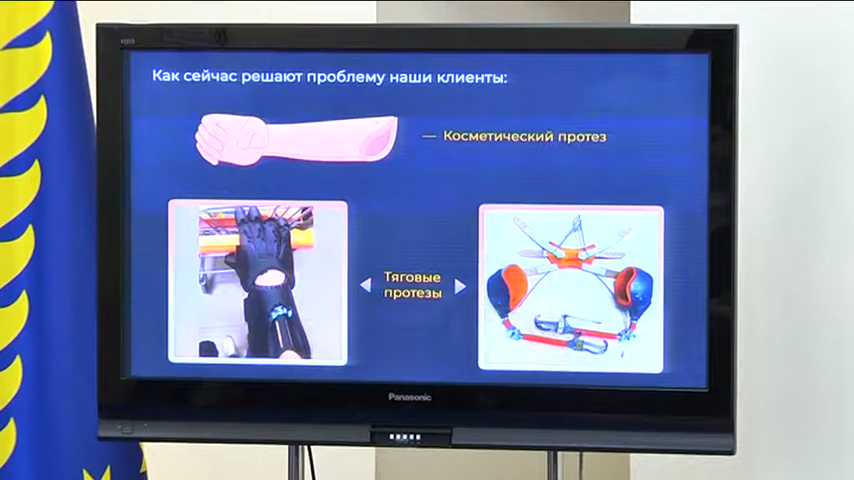 Как сейчас решают проблему наши клиенты:
— Косметический протез
Тяговые
протезы
Panasonic